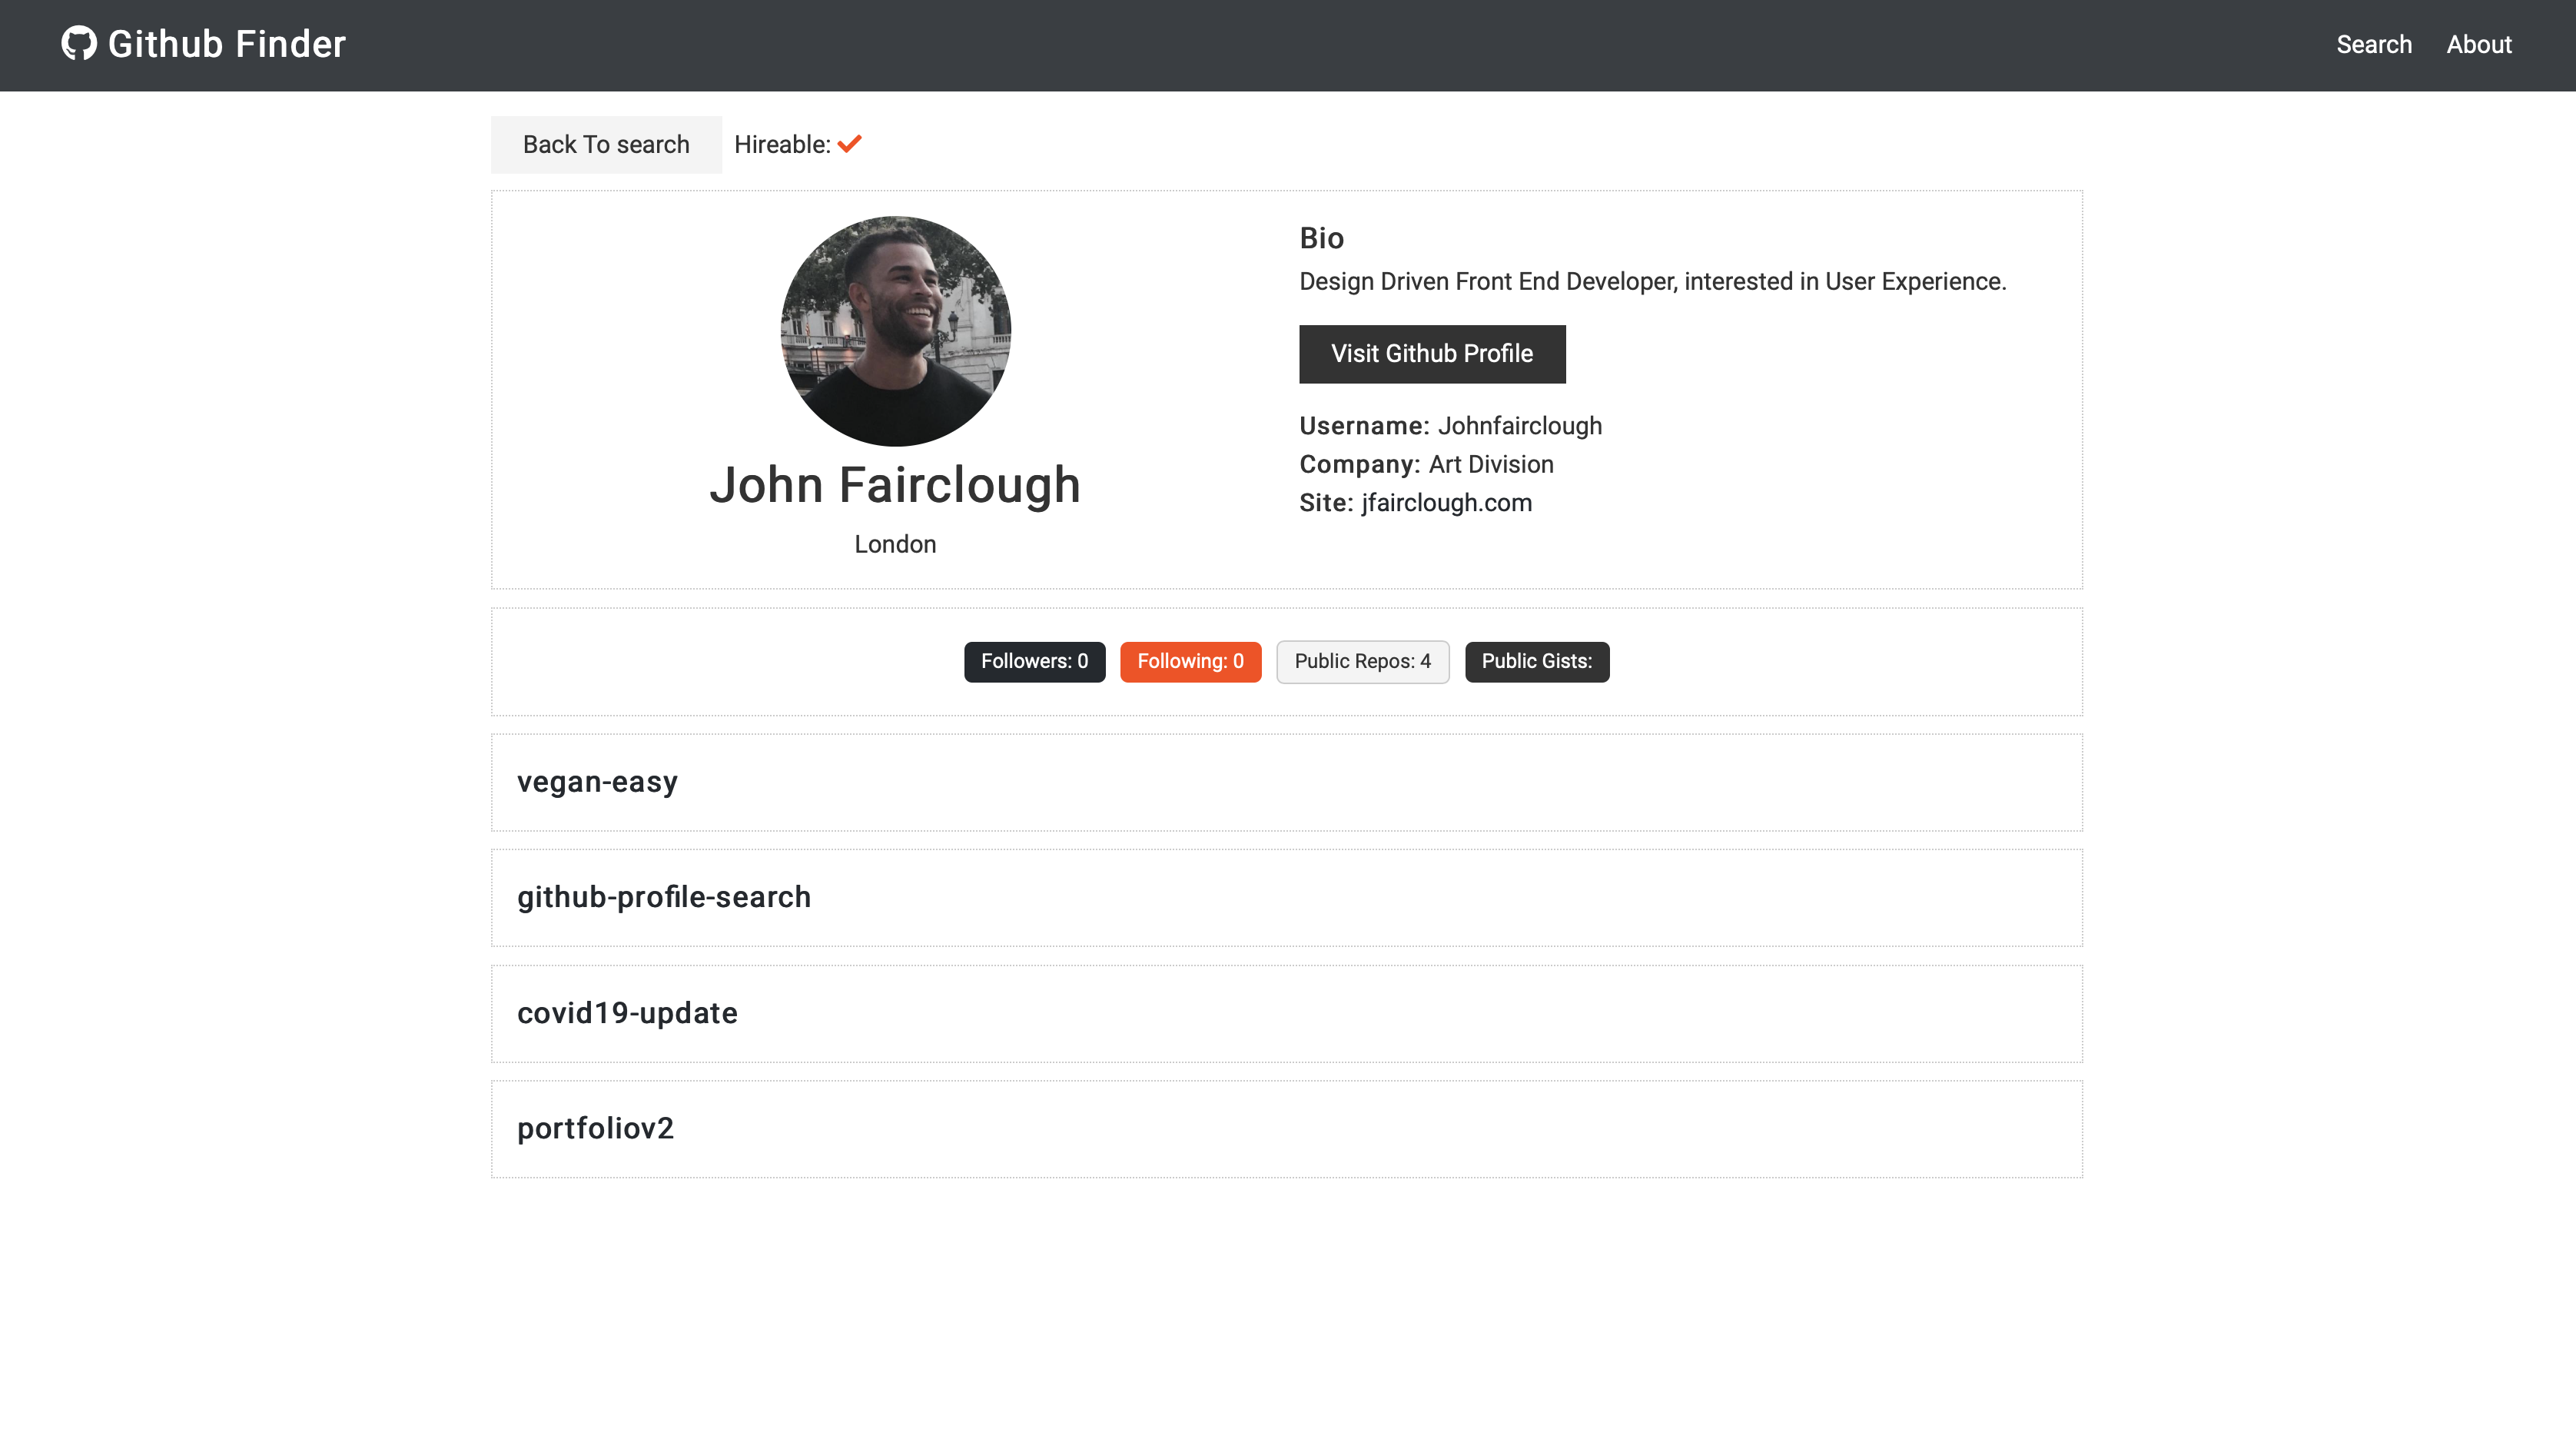 Github Finder
Search About
Back To search Hireable:
Bio
Design Driven Front End Developer, interested in User Experience.
Visit Github Profile
Username: Johnfairclough
Company: Art Division
Site: jfairclough.com
John Fairclough
London
Followers: 0 Following: 0 Public Repos: 4 Public Gists:
vegan-easy
github-profile-search
covid19-update
portfoliov2